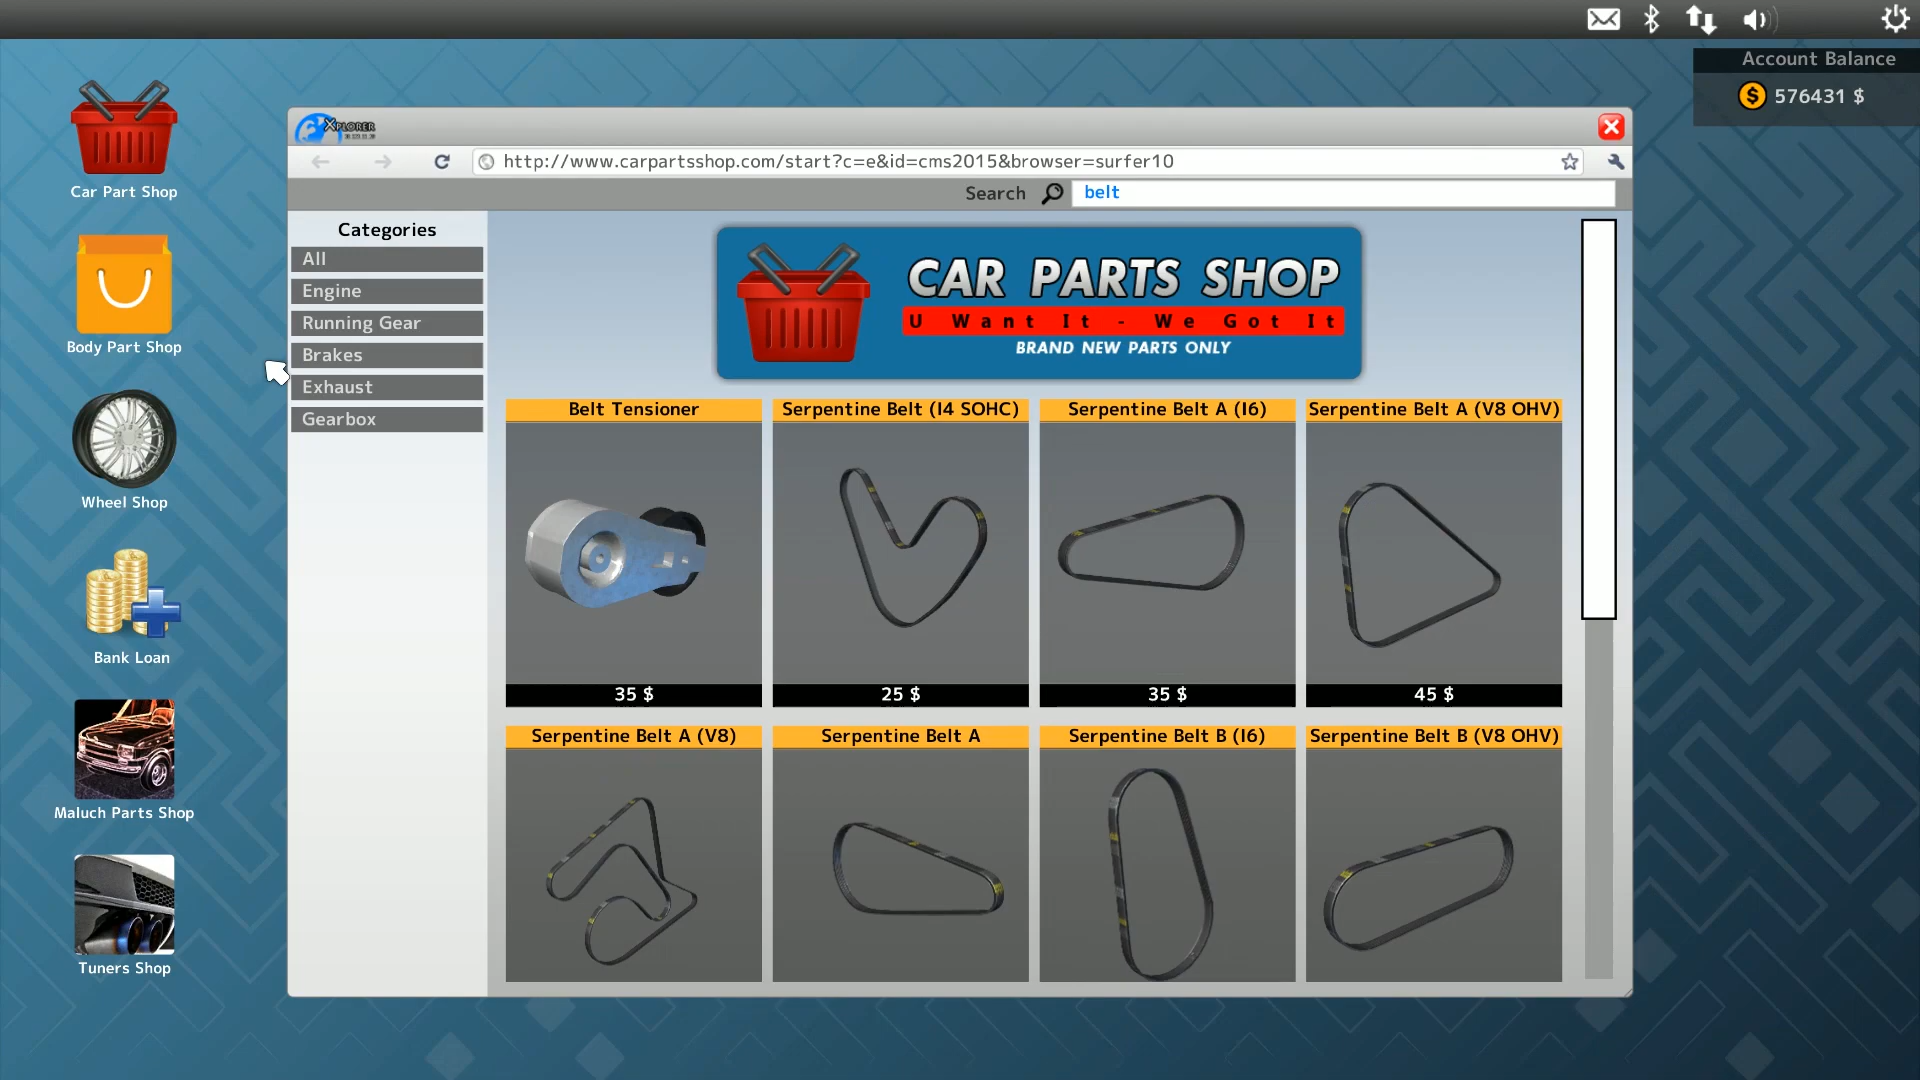 Account Balance
576431 $
Car Part Shop
Body Part Shop
Wheel Shop
Bank Loan
Maluch Parts Shop
Tuners Shop
XPLORER
http://www.carpartsshop.com/start?c=e&id=cms2015&browser=surfer10
Search belt
Categories
All
Engine
Running Gear
Brakes
Exhaust
Gearbox
CAR PARTS SHOP
U Want It - We Got It
BRAND NEW PARTS ONLY
Belt Tensioner
35 $
Serpentine Belt (I4 SOHC)
25 $
Serpentine Belt A (I6)
35 $
Serpentine Belt A (V8 OHV)
45 $
Serpentine Belt A (V8)
Serpentine Belt A
Serpentine Belt B (I6)
Serpentine Belt B (V8 OHV)